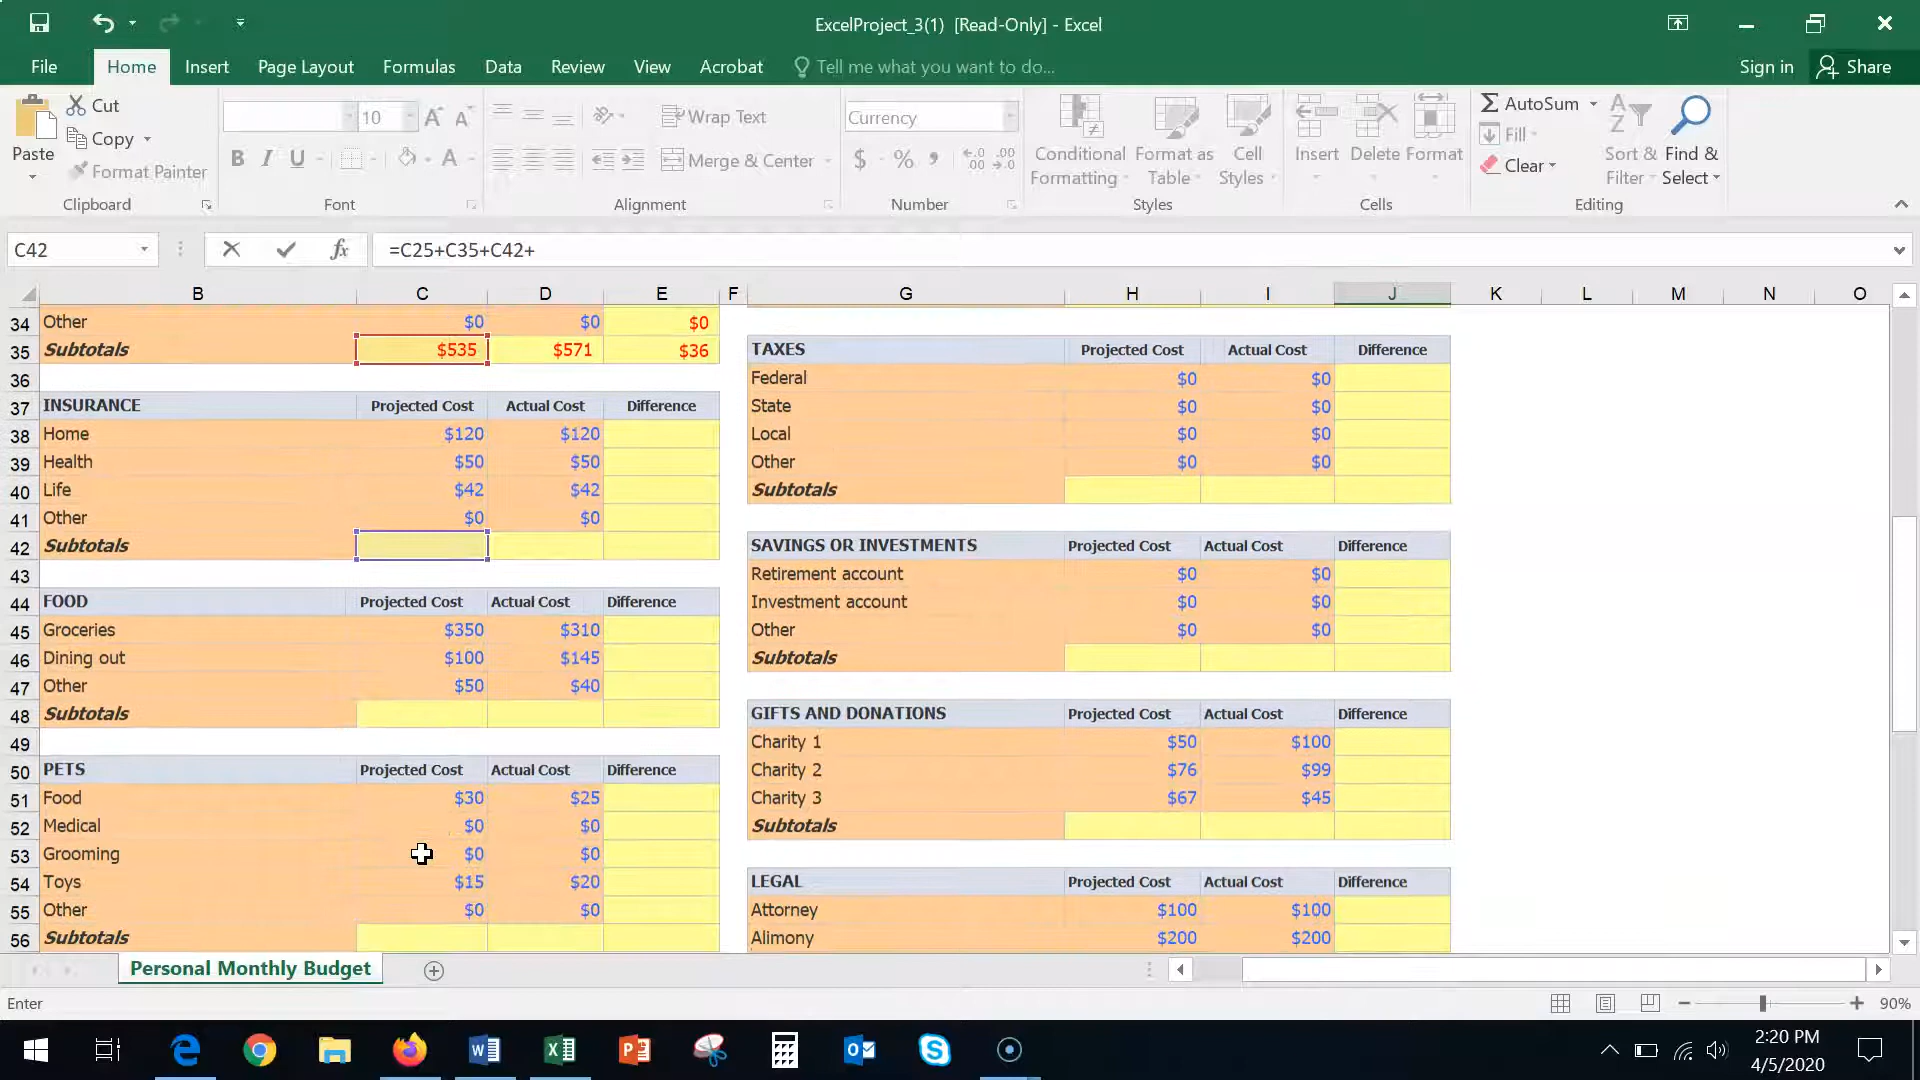 ExcelProject_3(1) [Read-Only] - Excel
File Home Insert Page Layout Formulas Data Review View Acrobat Tell me what you want to do... Sign in Share
Paste
Cut
Copy
Format Painter
Clipboard
10
A A
B I U A
Font
Wrap Text
Merge & Center
Alignment
Currency
$ % ,
Number
Conditional Formatting
Format as Table
Cell Styles
Styles
Insert Delete Format
Cells
AutoSum
Fill
Clear
Sort & Filter
Find & Select
Editing
C42 fx =C25+C35+C42+
B C D E F G H I J K L M N O
34 Other $0 $0 $0
35 Subtotals $535 $571 $36 TAXES Projected Cost Actual Cost Difference
36 Federal $0 $0
37 INSURANCE Projected Cost Actual Cost Difference State $0 $0
38 Home $120 $120 Local $0 $0
39 Health $50 $50 Other $0 $0
40 Life $42 $42 Subtotals
41 Other $0 $0
42 Subtotals SAVINGS OR INVESTMENTS Projected Cost Actual Cost Difference
43 Retirement account $0 $0
44 FOOD Projected Cost Actual Cost Difference Investment account $0 $0
45 Groceries $350 $310 Other $0 $0
46 Dining out $100 $145 Subtotals
47 Other $50 $40
48 Subtotals GIFTS AND DONATIONS Projected Cost Actual Cost Difference
49 Charity 1 $50 $100
50 PETS Projected Cost Actual Cost Difference Charity 2 $76 $99
51 Food $30 $25 Charity 3 $67 $45
52 Medical $0 $0 Subtotals
53 Grooming $0 $0
54 Toys $15 $20 LEGAL Projected Cost Actual Cost Difference
55 Other $0 $0 Attorney $100 $100
56 Subtotals Alimony $200 $200
Personal Monthly Budget
Enter 90%
2:20 PM
4/5/2020